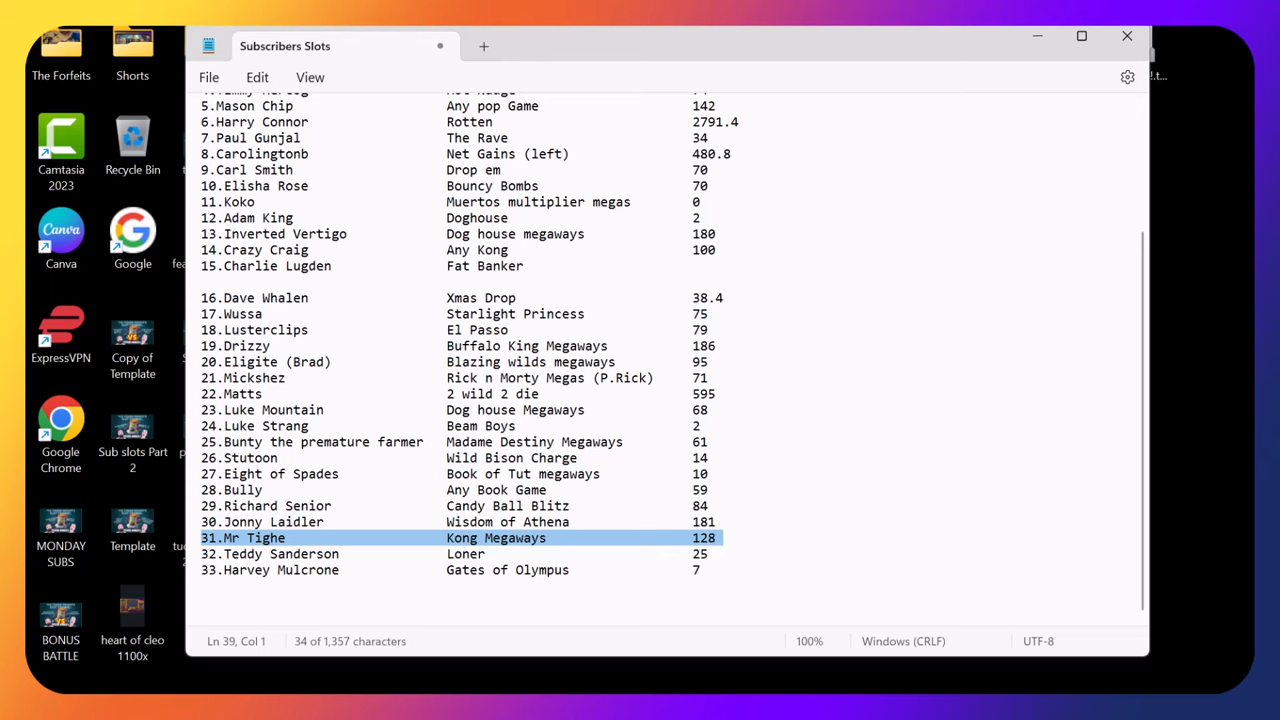 Subscribers Slots
File Edit View
5.Mason Chip Any pop Game 142
6.Harry Connor Rotten 2791.4
7.Paul Gunjal The Rave 34
8.Carolingtonb Net Gains (left) 480.8
9.Carl Smith Drop em 70
10.Elisha Rose Bouncy Bombs 70
11.Koko Muertos multiplier megas 0
12.Adam King Doghouse 2
13.Inverted Vertigo Dog house megaways 180
14.Crazy Craig Any Kong 100
15.Charlie Lugden Fat Banker
16.Dave Whalen Xmas Drop 38.4
17.Wussa Starlight Princess 75
18.Lusterclips El Passo 79
19.Drizzy Buffalo King Megaways 186
20.Eligite (Brad) Blazing wilds megaways 95
21.Mickshez Rick n Morty Megas (P.Rick) 71
22.Matts 2 wild 2 die 595
23.Luke Mountain Dog house Megaways 68
24.Luke Strang Beam Boys 2
25.Bunty the premature farmer Madame Destiny Megaways 61
26.Stutoon Wild Bison Charge 14
27.Eight of Spades Book of Tut megaways 10
28.Bully Any Book Game 59
29.Richard Senior Candy Ball Blitz 84
30.Jonny Laidler Wisdom of Athena 181
31.Mr Tighe Kong Megaways 128
32.Teddy Sanderson Loner 25
33.Harvey Mulcrone Gates of Olympus 7
Ln 39, Col 1 34 of 1,357 characters 100% Windows (CRLF) UTF-8
The Forfeits
Shorts
Camtasia
2023
Recycle Bin
Canva
Canva
Google
ExpressVPN
Copy of
Template
Google
Chrome
Sub slots Part
2
MONDAY
SUBS
Template
BONUS
BATTLE
heart of cleo
1100x